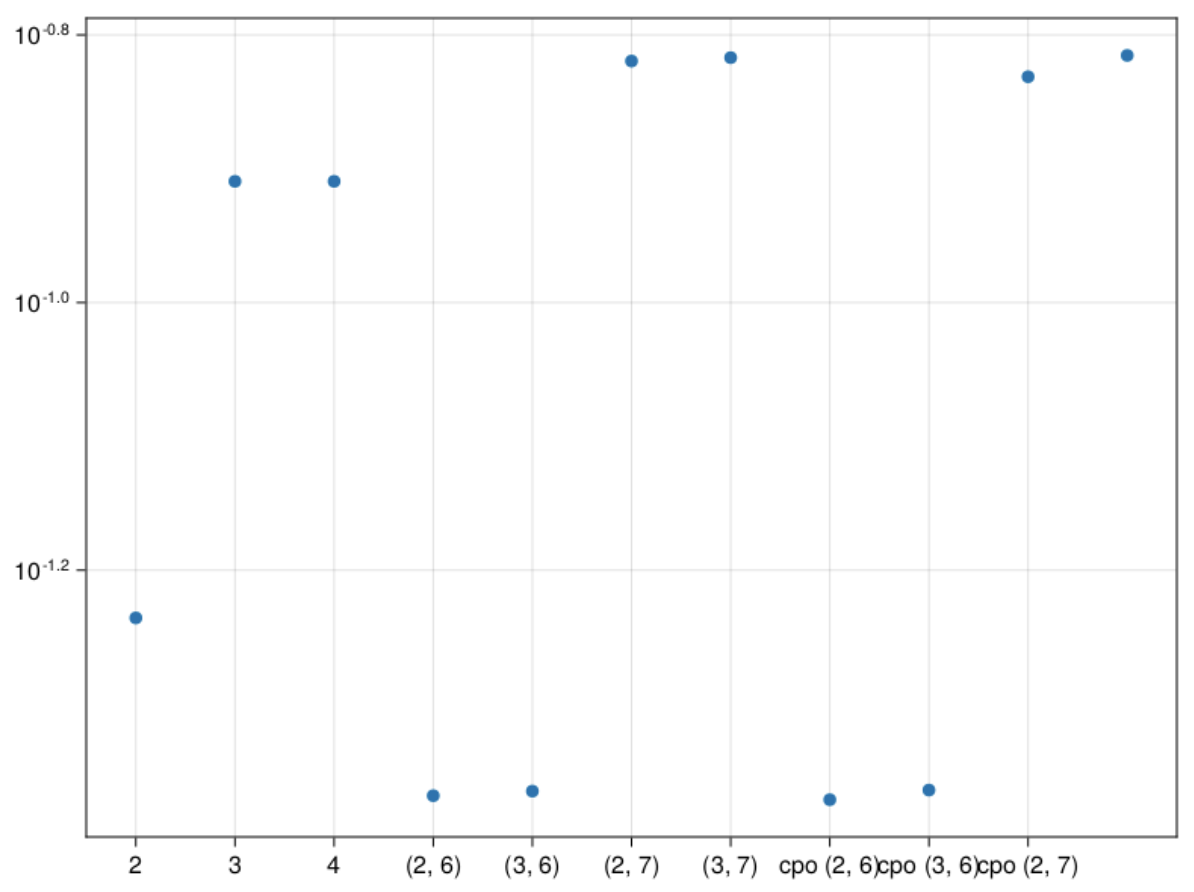 10-0.8
10-1.0
10-1.2
2 3 4 (2, 6) (3, 6) (2, 7) (3, 7) cpo (2, 6) cpo (3, 6) cpo (2, 7)